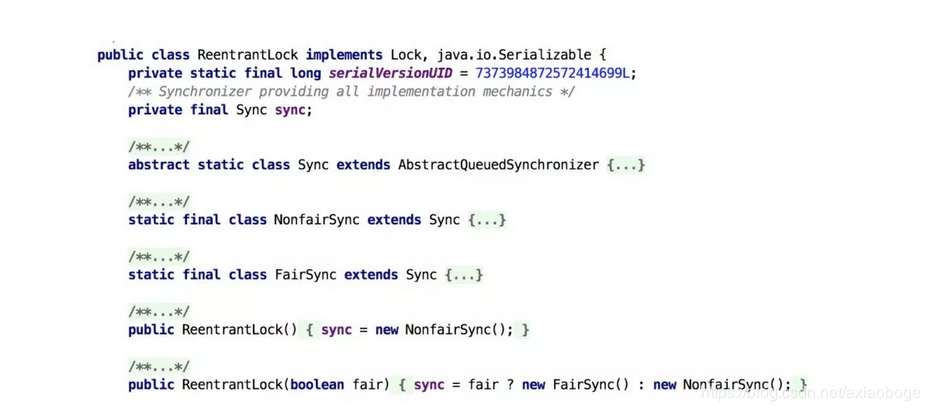 public class ReentrantLock implements Lock, java.io.Serializable {
private static final long serialVersionUID = 7373984872572414699L;
/** Synchronizer providing all implementation mechanics */
private final Sync sync;
/**...*/
abstract static class Sync extends AbstractQueuedSynchronizer {...}
/**...*/
static final class NonfairSync extends Sync {...}
/**...*/
static final class FairSync extends Sync {...}
/**...*/
public ReentrantLock() { sync = new NonfairSync(); }
/**...*/
public ReentrantLock(boolean fair) { sync = fair ? new FairSync() : new NonfairSync(); }
https://blog.csdn.net/axiaoboge